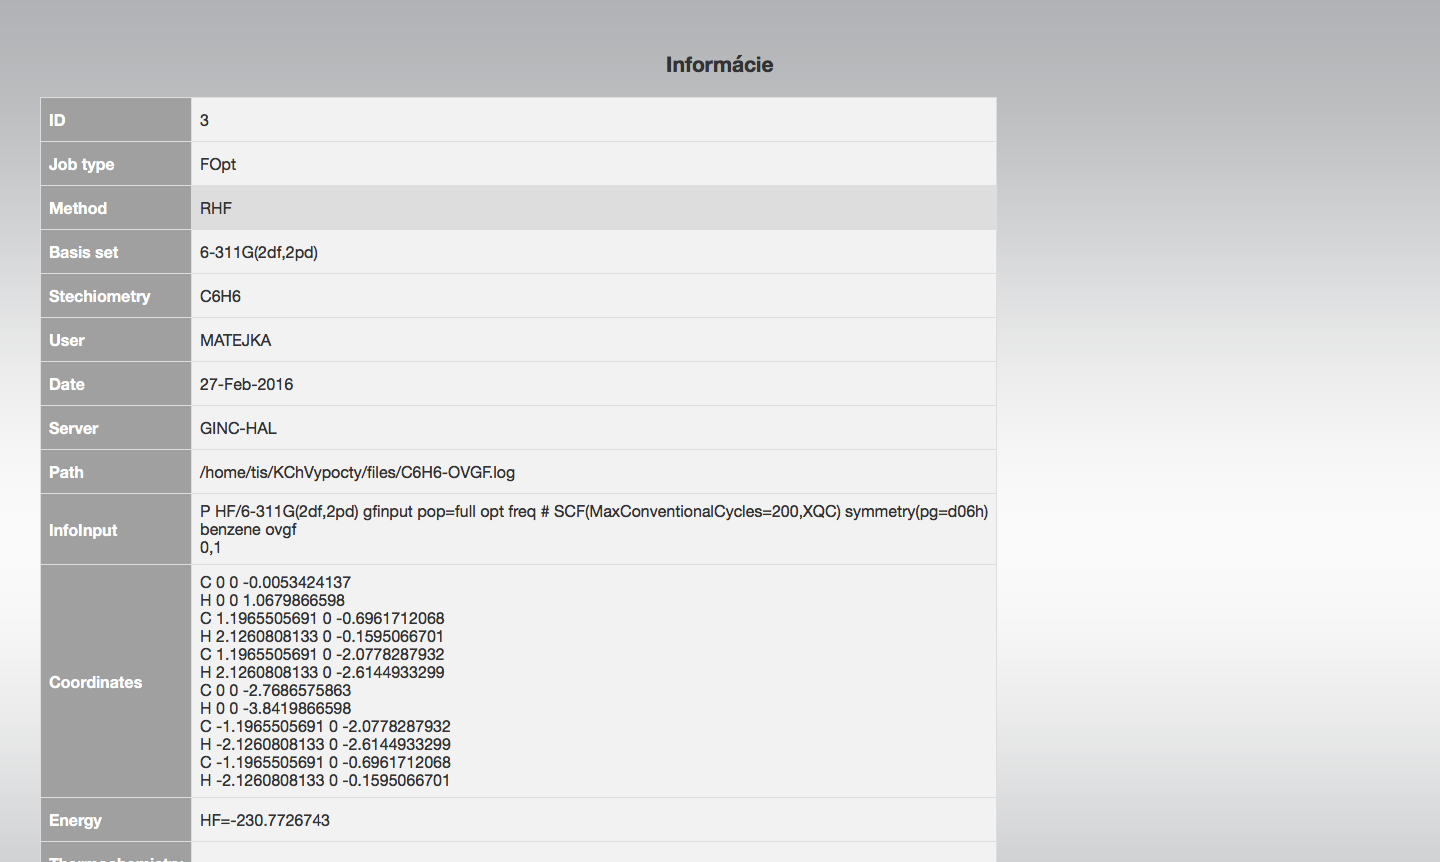 Informácie
ID 3
Job type FOpt
Method RHF
Basis set 6-311G(2df,2pd)
Stechiometry C6H6
User MATEJKA
Date 27-Feb-2016
Server GINC-HAL
Path /home/tis/KChVypocty/files/C6H6-OVGF.log
InfoInput P HF/6-311G(2df,2pd) gfinput pop=full opt freq # SCF(MaxConventionalCycles=200,XQC) symmetry(pg=d06h)
benzene ovgf
0,1
Coordinates
C 0 0 -0.0053424137
H 0 0 1.0679866598
C 1.1965505691 0 -0.6961712068
H 2.1260808133 0 -0.1595066701
C 1.1965505691 0 -2.0778287932
H 2.1260808133 0 -2.6144933299
C 0 0 -2.7686575863
H 0 0 -3.8419866598
C -1.1965505691 0 -2.0778287932
H -2.1260808133 0 -2.6144933299
C -1.1965505691 0 -0.6961712068
H -2.1260808133 0 -0.1595066701
Energy HF=-230.7726743